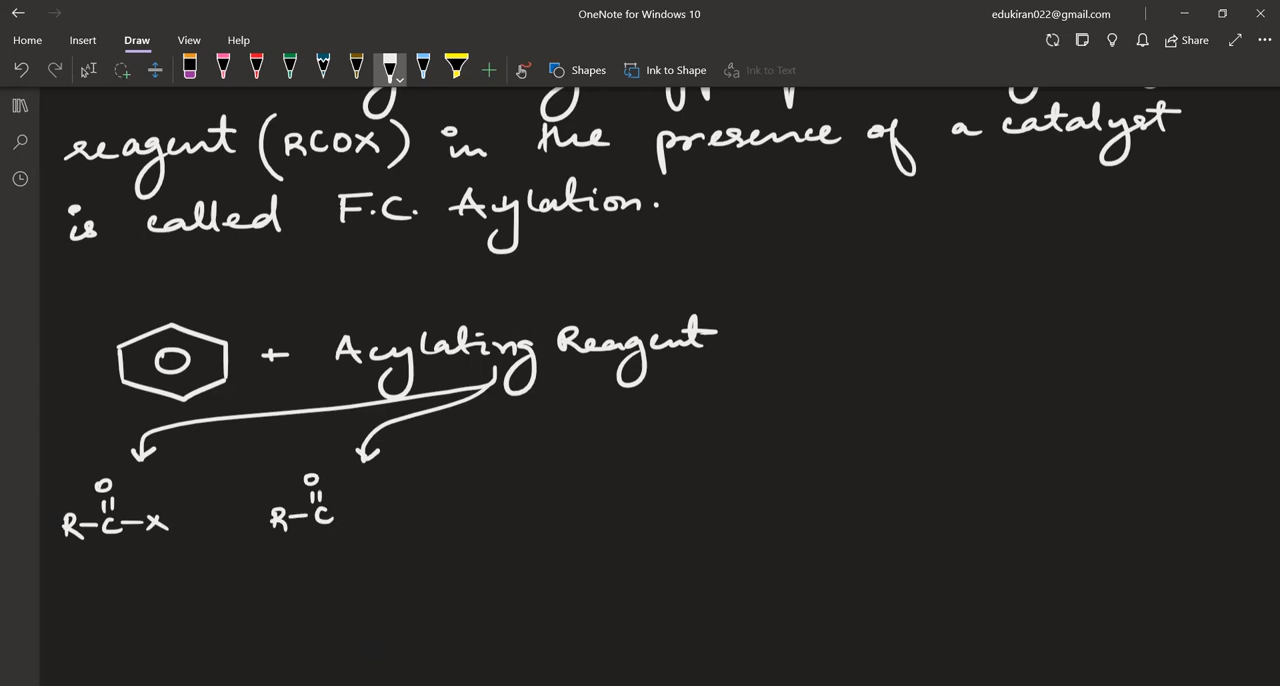 OneNote for Windows 10
edukiran022@gmail.com
Home Insert Draw View Help
Share
Shapes Ink to Shape Ink to Text
reagent (RCOX) in the presence of a catalyst
is called F.C. Aylation.
+ Acylating Reagent
O O
R-C-X R-C